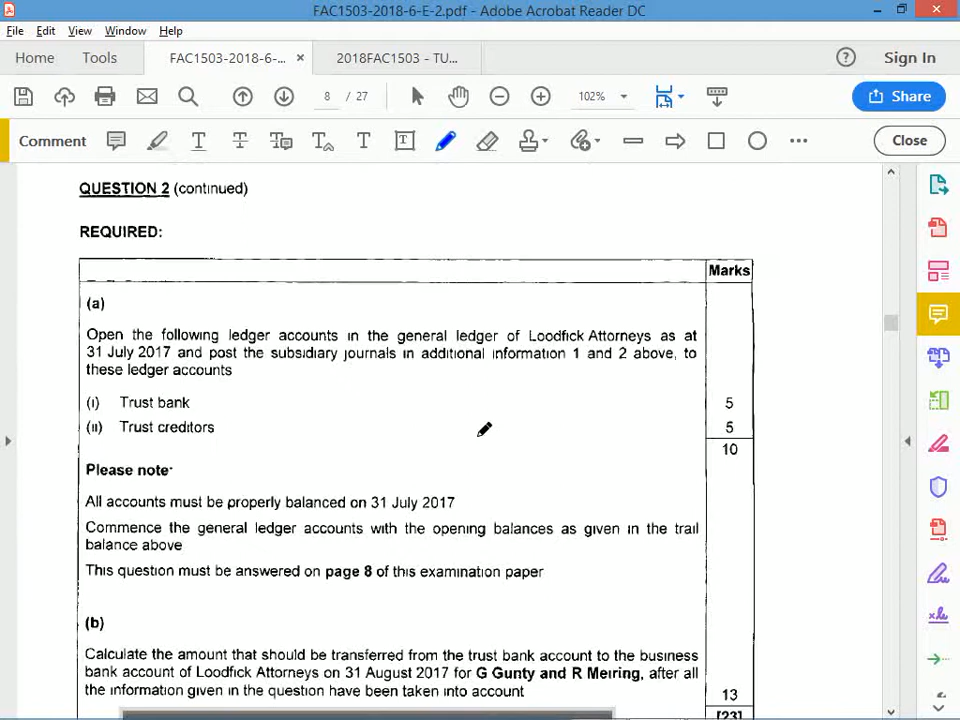 FAC1503-2018-6-E-2.pdf - Adobe Acrobat Reader DC
File Edit View Window Help
Home Tools FAC1503-2018-6-... × 2018FAC1503 - TU... ? Sign In
8 / 27 102% Share
Comment T T T T T ••• Close
QUESTION 2 (continued)
REQUIRED:
Marks
(a)
Open the following ledger accounts in the general ledger of Loodfick Attorneys as at
31 July 2017 and post the subsidiary journals in additional information 1 and 2 above, to
these ledger accounts
(i) Trust bank 5
(ii) Trust creditors 5
10
Please note·
All accounts must be properly balanced on 31 July 2017
Commence the general ledger accounts with the opening balances as given in the trail
balance above
This question must be answered on page 8 of this examination paper
(b)
Calculate the amount that should be transferred from the trust bank account to the business
bank account of Loodfick Attorneys on 31 August 2017 for G Gunty and R Meiring, after all
the information given in the question have been taken into account 13
[23]